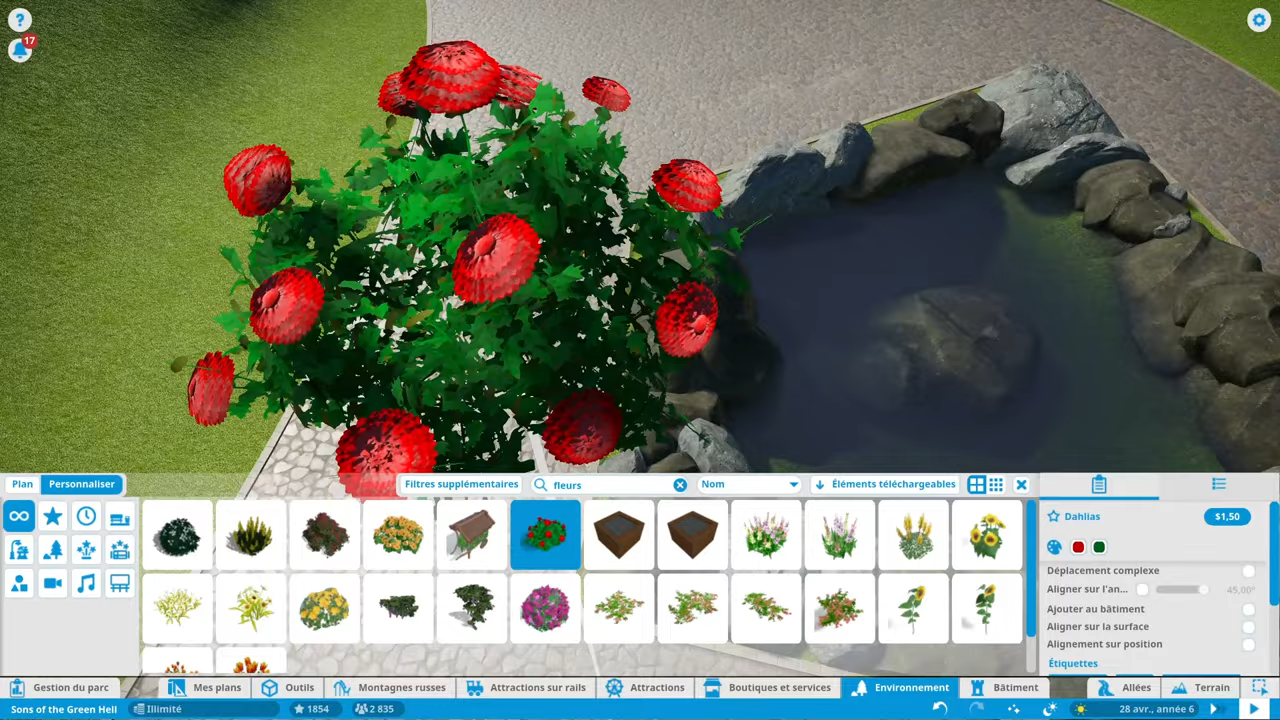 ?
17
Plan
Personnaliser
Filtres supplémentaires
fleurs
Nom
Éléments téléchargeables
Dahlias
$1,50
Déplacement complexe
Aligner sur l'an...
45,00°
Ajouter au bâtiment
Aligner sur la surface
Alignement sur position
Étiquettes
Gestion du parc
Mes plans
Outils
Montagnes russes
Attractions sur rails
Attractions
Boutiques et services
Environnement
Bâtiment
Allées
Terrain
Sons of the Green Hell
Illimité
1854
2 835
28 avr., année 6